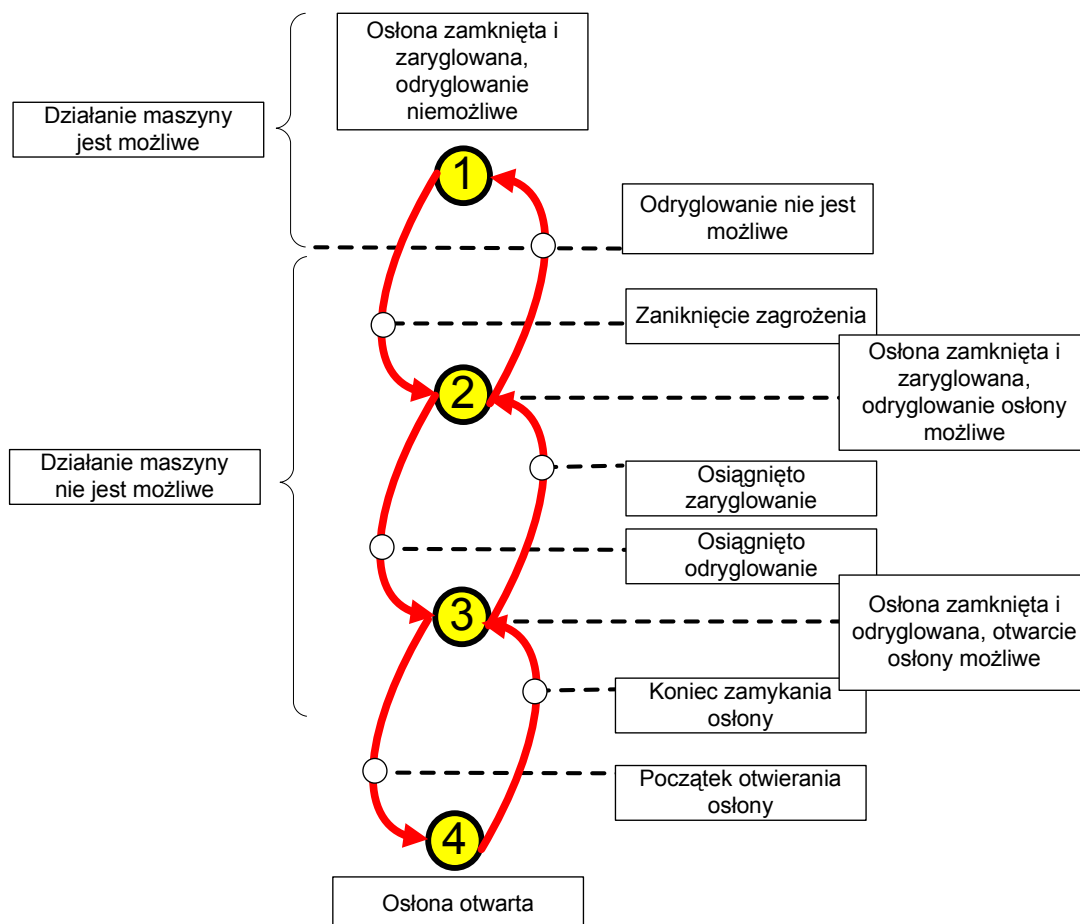 Osłona zamknięta i
zaryglowana,
odryglowanie
niemożliwe
Działanie maszyny
jest możliwe
1
Odryglowanie nie jest
możliwe
Zaniknięcie zagrożenia
Osłona zamknięta i
zaryglowana,
odryglowanie osłony
możliwe
2
Działanie maszyny
nie jest możliwe
Osiągnięto
zaryglowanie
Osiągnięto
odryglowanie
3
Osłona zamknięta i
odryglowana, otwarcie
osłony możliwe
Koniec zamykania
osłony
Początek otwierania
osłony
4
Osłona otwarta